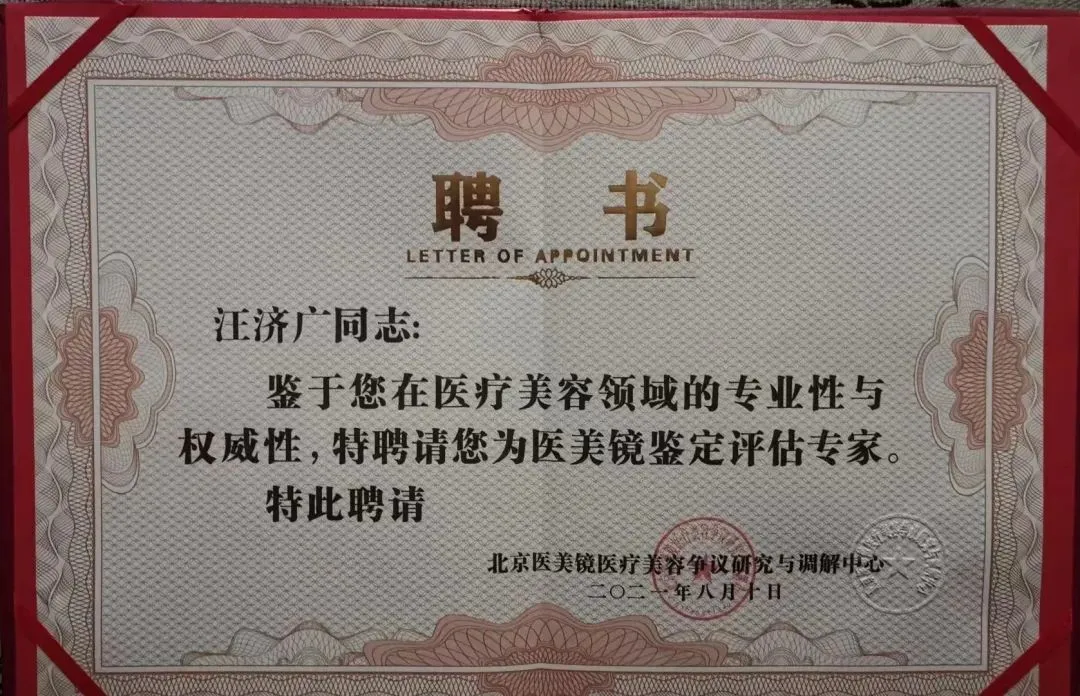 聘 书
LETTER OF APPOINTMENT
汪济广同志:
鉴于您在医疗美容领域的专业性与
权威性,特聘请您为医美镜鉴定评估专家。
特此聘请
北京医美镜医疗美容争议研究与调解中心
二〇二一年八月十日